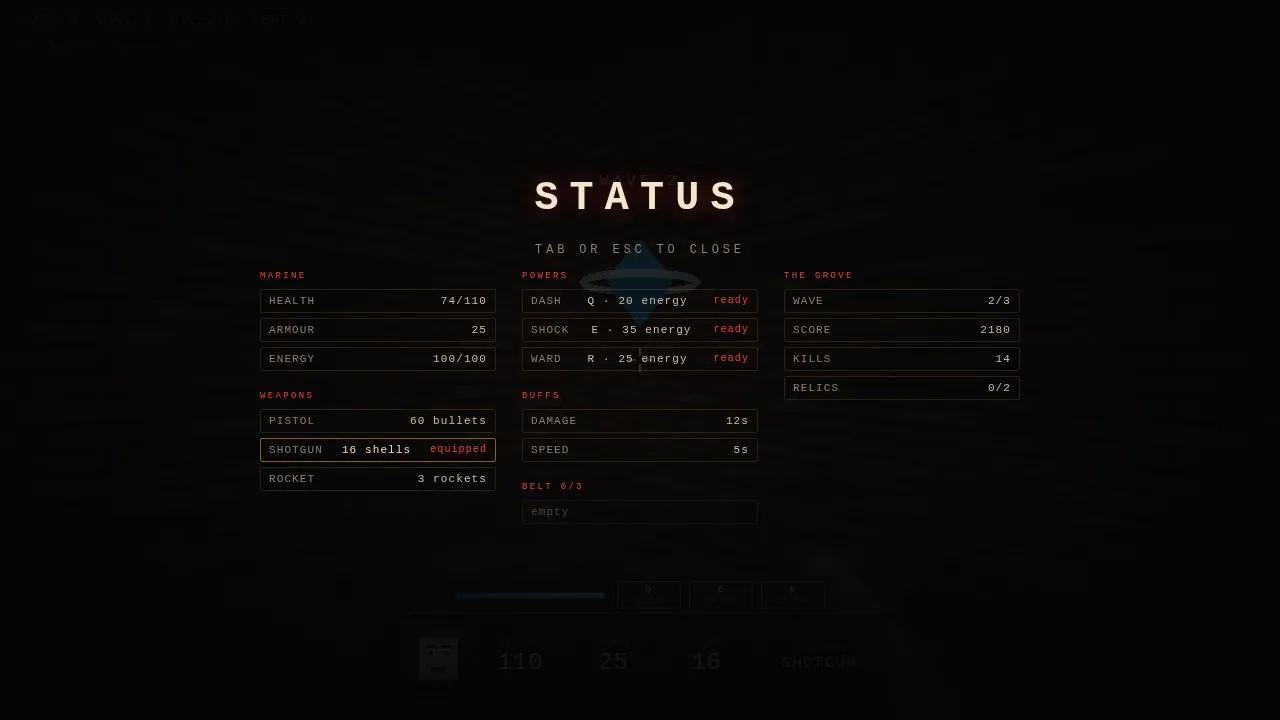 WAVE 2
STATUS
TAB OR ESC TO CLOSE
MARINE
HEALTH 74/110
ARMOUR 25
ENERGY 100/100
WEAPONS
PISTOL 60 bullets
SHOTGUN 16 shells equipped
ROCKET 3 rockets
POWERS
DASH Q · 20 energy ready
SHOCK E · 35 energy ready
WARD R · 25 energy ready
BUFFS
DAMAGE 12s
SPEED 5s
BELT 0/3
empty
THE GROVE
WAVE 2/3
SCORE 2180
KILLS 14
RELICS 0/2
Q E R
110 25 16 SHOTGUN